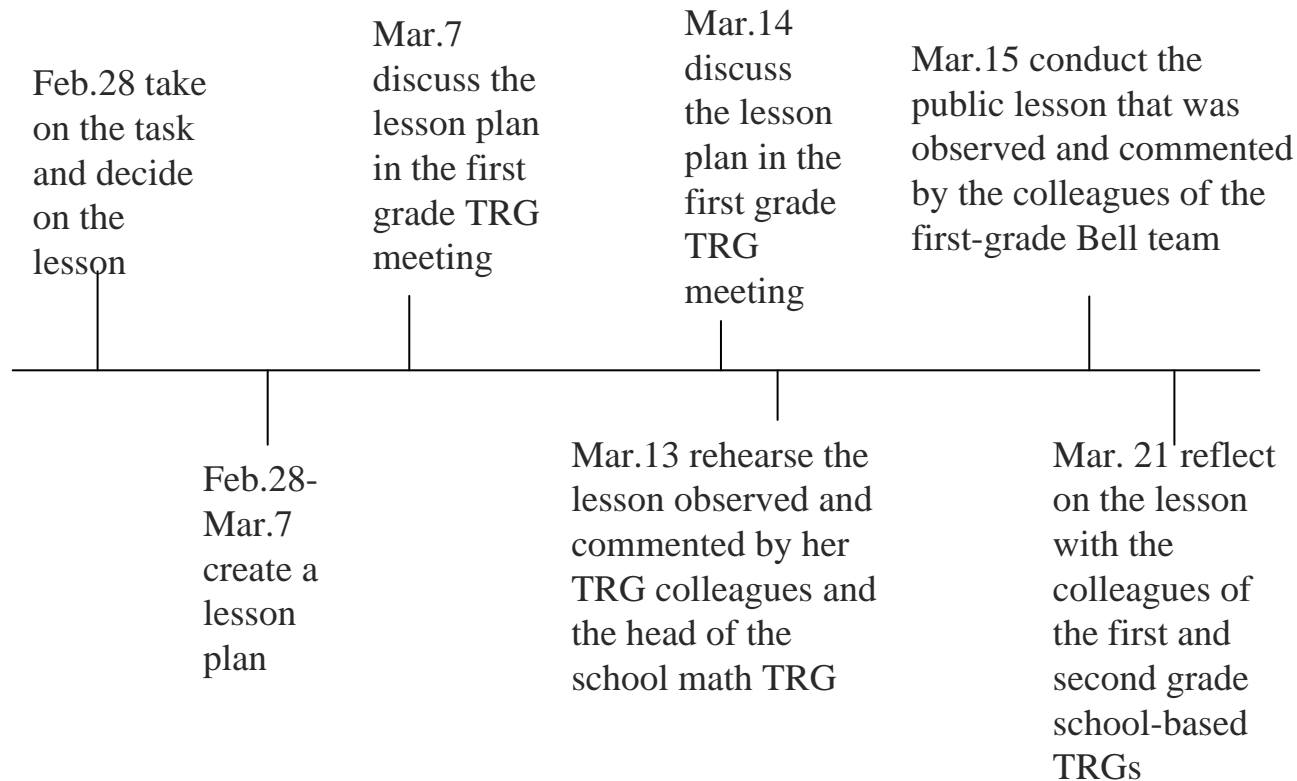 Feb.28 take
on the task
and decide
on the
lesson
Mar.7
discuss the
lesson plan
in the first
grade TRG
meeting
Mar.14
discuss
the lesson
plan in the
first grade
TRG
meeting
Mar.15 conduct the
public lesson that was
observed and commented
by the colleagues of the
first-grade Bell team
Feb.28-
Mar.7
create a
lesson
plan
Mar.13 rehearse the
lesson observed and
commented by her
TRG colleagues and
the head of the
school math TRG
Mar. 21 reflect
on the lesson
with the
colleagues of
the first and
second grade
school-based
TRGs